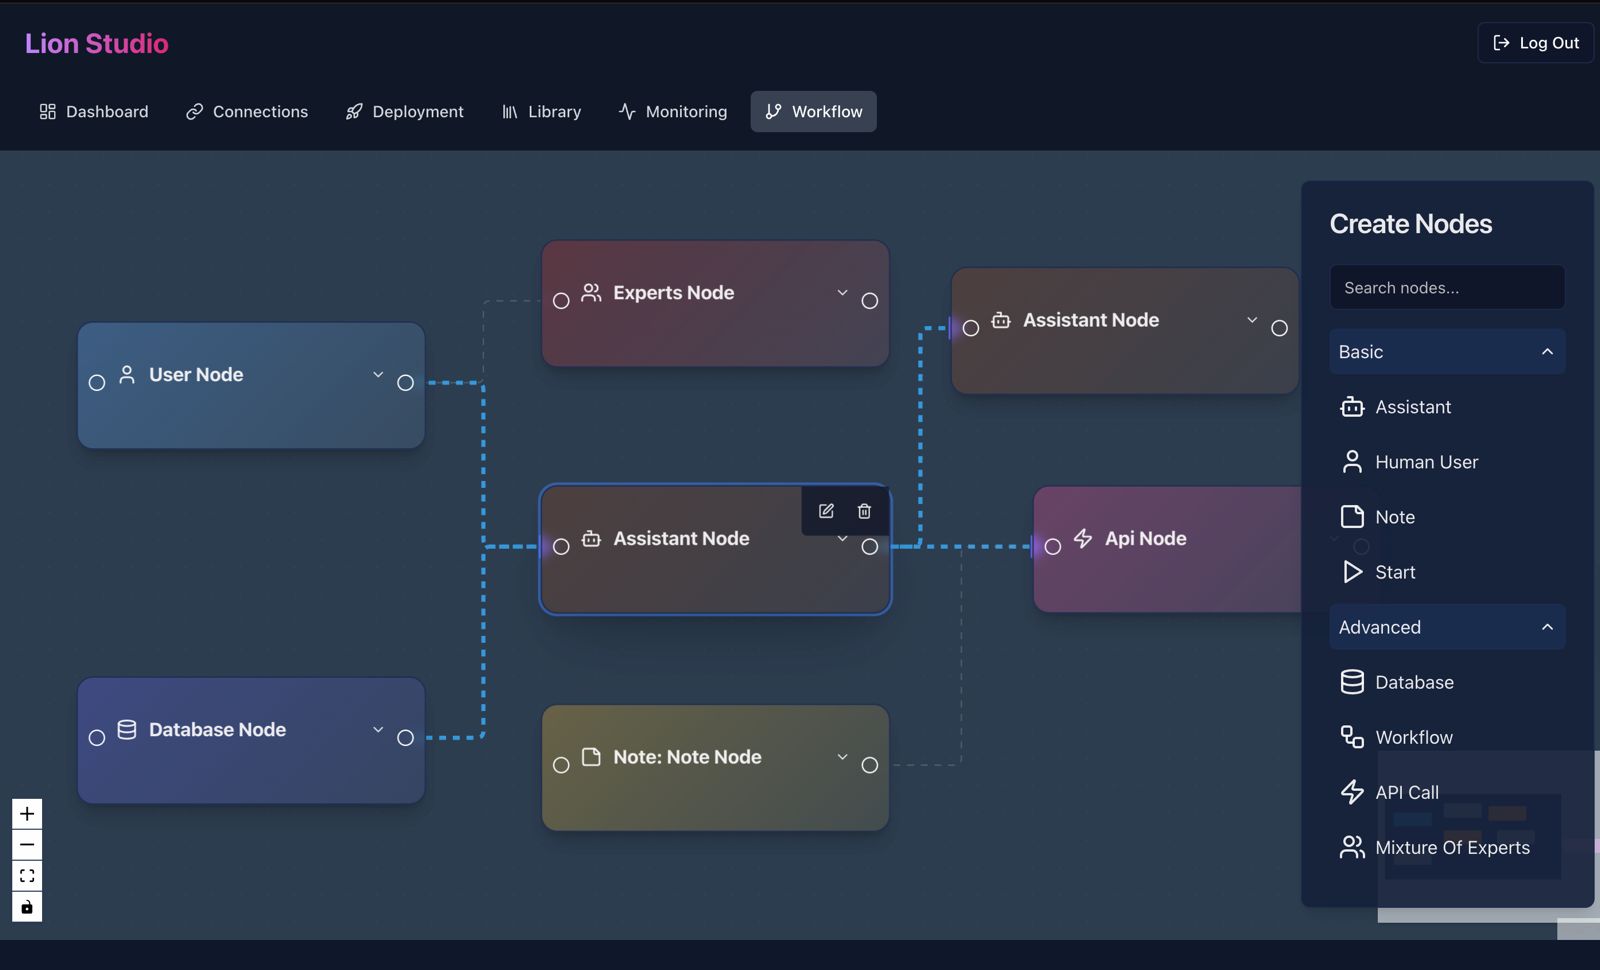 Lion Studio
Log Out
Dashboard
Connections
Deployment
Library
Monitoring
Workflow
Experts Node
Assistant Node
User Node
Assistant Node
Api Node
Database Node
Note: Note Node
Create Nodes
Search nodes...
Basic
Assistant
Human User
Note
Start
Advanced
Database
Workflow
API Call
Mixture Of Experts